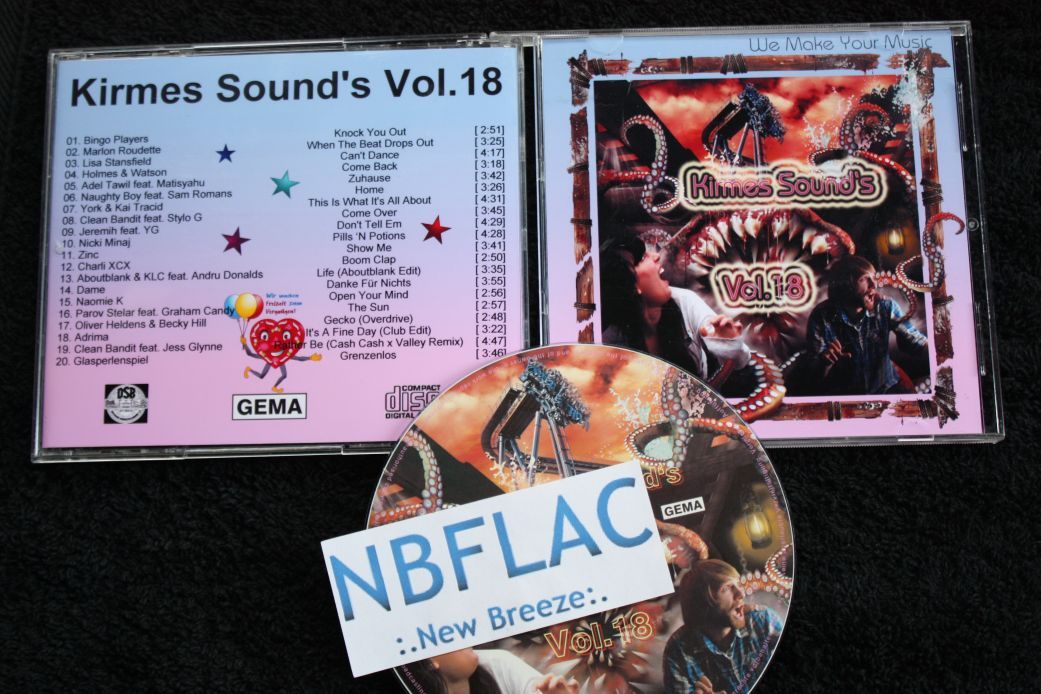 Kirmes Sound's Vol.18
01. Bingo Players Knock You Out [ 2:51]
02. Marlon Roudette When The Beat Drops Out [ 3:25]
03. Lisa Stansfield Can't Dance [ 4:17]
04. Holmes & Watson Come Back [ 3:18]
05. Adel Tawil feat. Matisyahu Zuhause [ 3:42]
06. Naughty Boy feat. Sam Romans Home [ 3:26]
07. York & Kai Tracid This Is What It's All About [ 4:31]
08. Clean Bandit feat. Stylo G Come Over [ 3:45]
09. Jeremih feat. YG Don't Tell Em [ 4:29]
10. Nicki Minaj Pills 'N Potions [ 4:28]
11. Zinc Show Me [ 3:41]
12. Charli XCX Boom Clap [ 2:50]
13. Aboutblank & KLC feat. Andru Donalds Life (Aboutblank Edit) [ 3:35]
14. Dame Danke Für Nichts [ 3:55]
15. Naomie K Open Your Mind [ 2:56]
16. Parov Stelar feat. Graham Candy The Sun [ 2:57]
17. Oliver Heldens & Becky Hill Gecko (Overdrive) [ 2:48]
18. Adrima It's A Fine Day (Club Edit) [ 3:22]
19. Clean Bandit feat. Jess Glynne Rather Be (Cash Cash x Valley Remix) [ 4:47]
20. Glasperlenspiel Grenzenlos [ 3:46]
Wir machen
Freizeit zum
Vergnügen!
DSB
GEMA
COMPACT
disc
DIGITAL
We Make Your Music
Kirmes Sound's
Vol.18
GEMA
NBFLAC
:.New Breeze:.
Vol.18